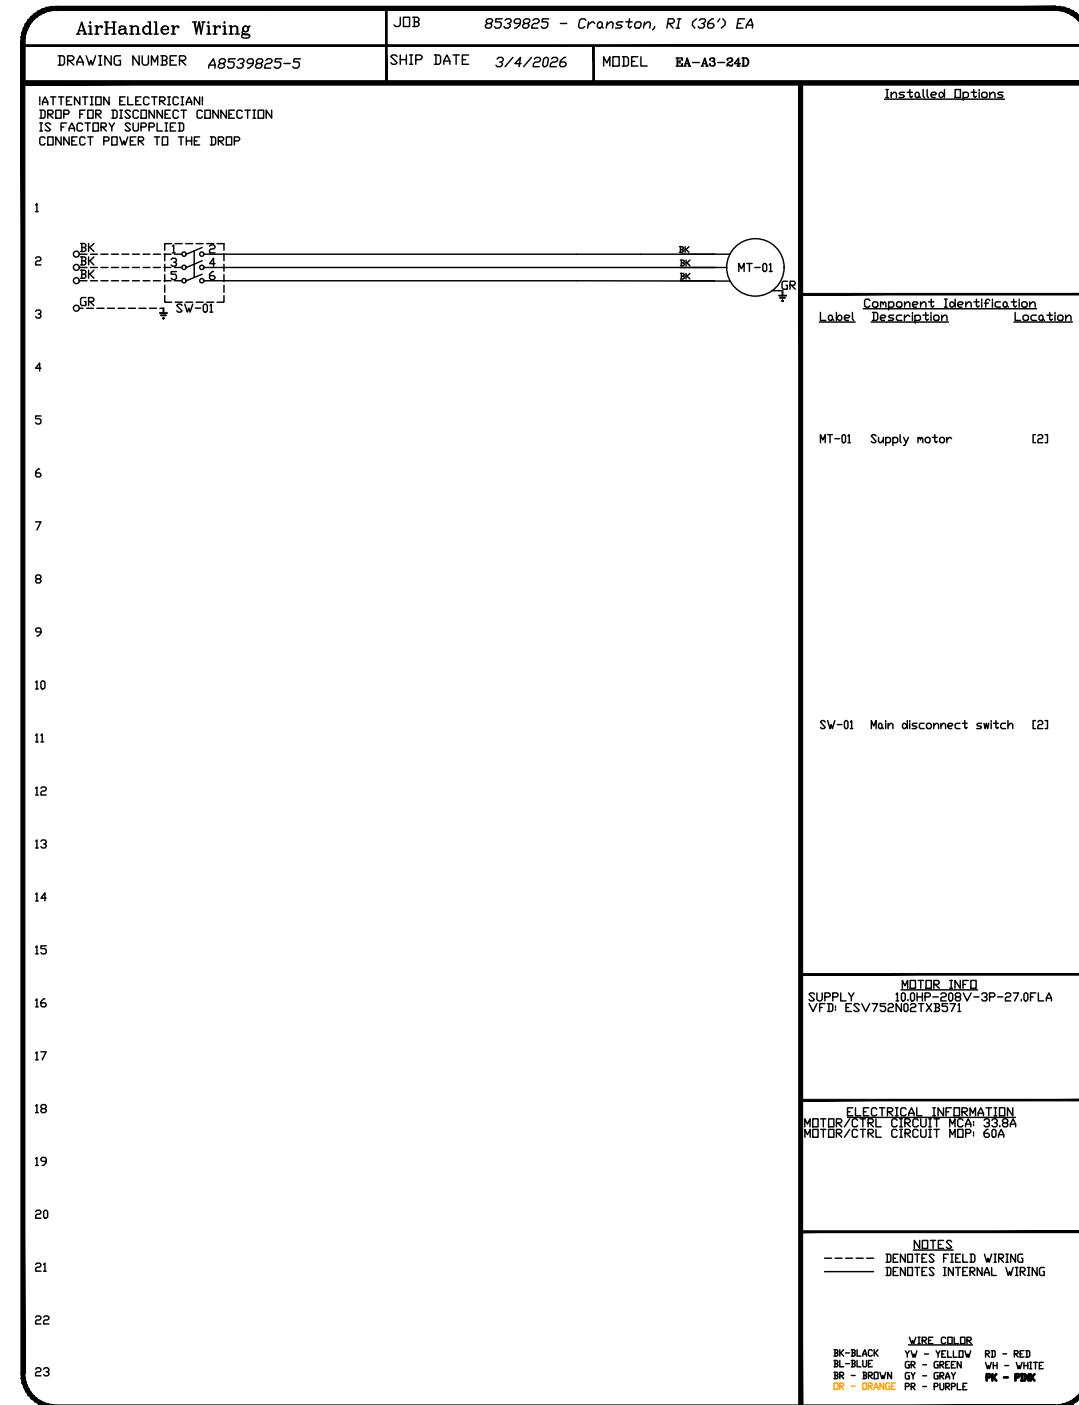 AirHandler Wiring
JOB 8539825 - Cranston, RI (36') EA
DRAWING NUMBER A8539825-5
SHIP DATE 3/4/2026
MODEL EA-A3-24D
!ATTENTION ELECTRICIAN!
DROP FOR DISCONNECT CONNECTION
IS FACTORY SUPPLIED
CONNECT POWER TO THE DROP
1
2
3
4
5
6
7
8
9
10
11
12
13
14
15
16
17
18
19
20
21
22
23
BK 1 2 BK
BK 3 4 BK MT-01
BK 5 6 BK GR
GR SW-01
Installed Options
Component Identification
Label Description Location
MT-01 Supply motor [2]
SW-01 Main disconnect switch [2]
MOTOR INFO
SUPPLY 10.0HP-208V-3P-27.0FLA
VFD: ESV752N02TXB571
ELECTRICAL INFORMATION
MOTOR/CTRL CIRCUIT MCA: 33.8A
MOTOR/CTRL CIRCUIT MOP: 60A
NOTES
----- DENOTES FIELD WIRING
——— DENOTES INTERNAL WIRING
WIRE COLOR
BK-BLACK YW - YELLOW RD - RED
BL-BLUE GR - GREEN WH - WHITE
BR - BROWN GY - GRAY PK - PINK
OR - ORANGE PR - PURPLE